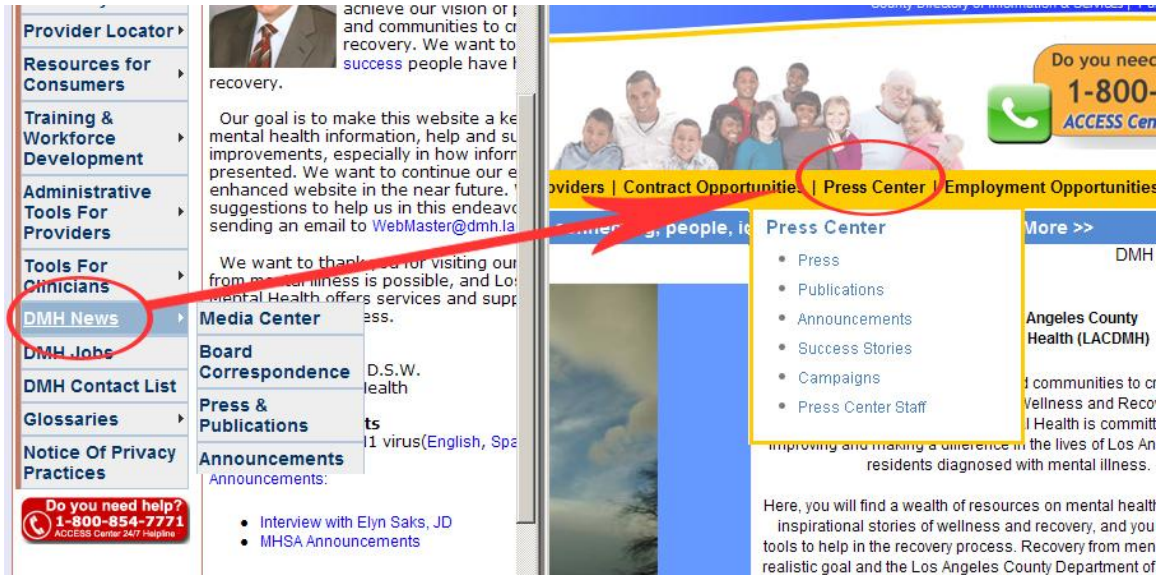 Provider Locator
Resources for
Consumers
Training &
Workforce
Development
Administrative
Tools For
Providers
Tools For
Clinicians
DMH News
DMH Jobs
DMH Contact List
Glossaries
Notice Of Privacy
Practices
Do you need help?
1-800-854-7771
ACCESS Center 24/7 Helpline
Media Center
Board
Correspondence
Press &
Publications
Announcements
achieve our vision of
and communities to
recovery. We want to
success people have
recovery.
Our goal is to make this website a
mental health information, help and
improvements, especially in how
presented. We want to continue our
enhanced website in the near future.
suggestions to help us in this
sending an email to WebMaster@dmh.la
We want to thank you for visiting our
from mental illness is possible, and
Mental Health offers services and
D.S.W.
virus(English,
Announcements:
Interview with Elyn Saks, JD
MHSA Announcements
County Directory of Information & Services |
Do you need
1-800-
ACCESS
| Contract Opportunities | Press Center | Employment Opportunities
people,
More >>
Press Center
Press
Publications
Announcements
Success Stories
Campaigns
Press Center Staff
DMH
Angeles County
Health (LACDMH)
communities to
Wellness and
Health is
improving and making a difference in the lives of Los
residents diagnosed with mental illness.
Here, you will find a wealth of resources on mental health
inspirational stories of wellness and recovery, and you
tools to help in the recovery process. Recovery from
realistic goal and the Los Angeles County Department of